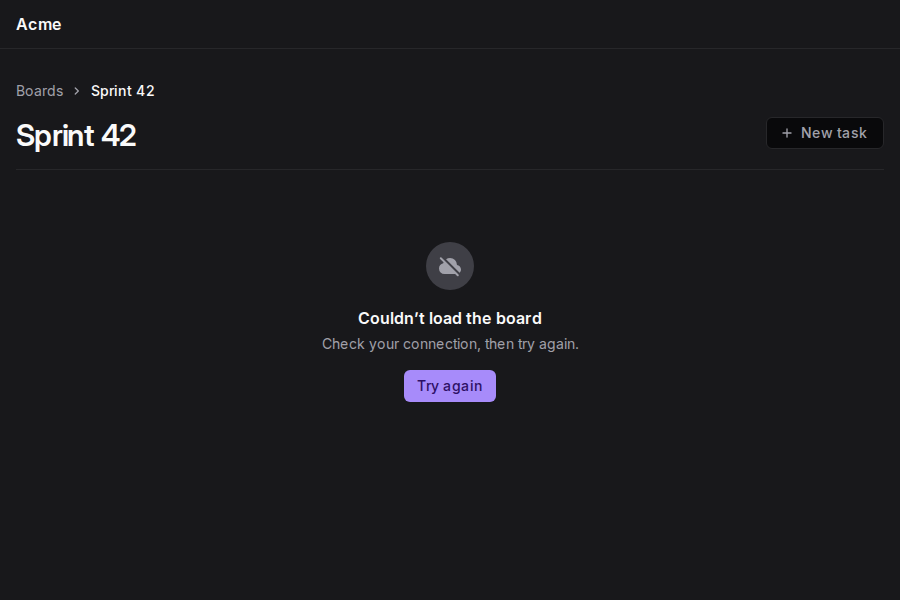 Acme
Boards > Sprint 42
Sprint 42
+ New task
Couldn’t load the board
Check your connection, then try again.
Try again